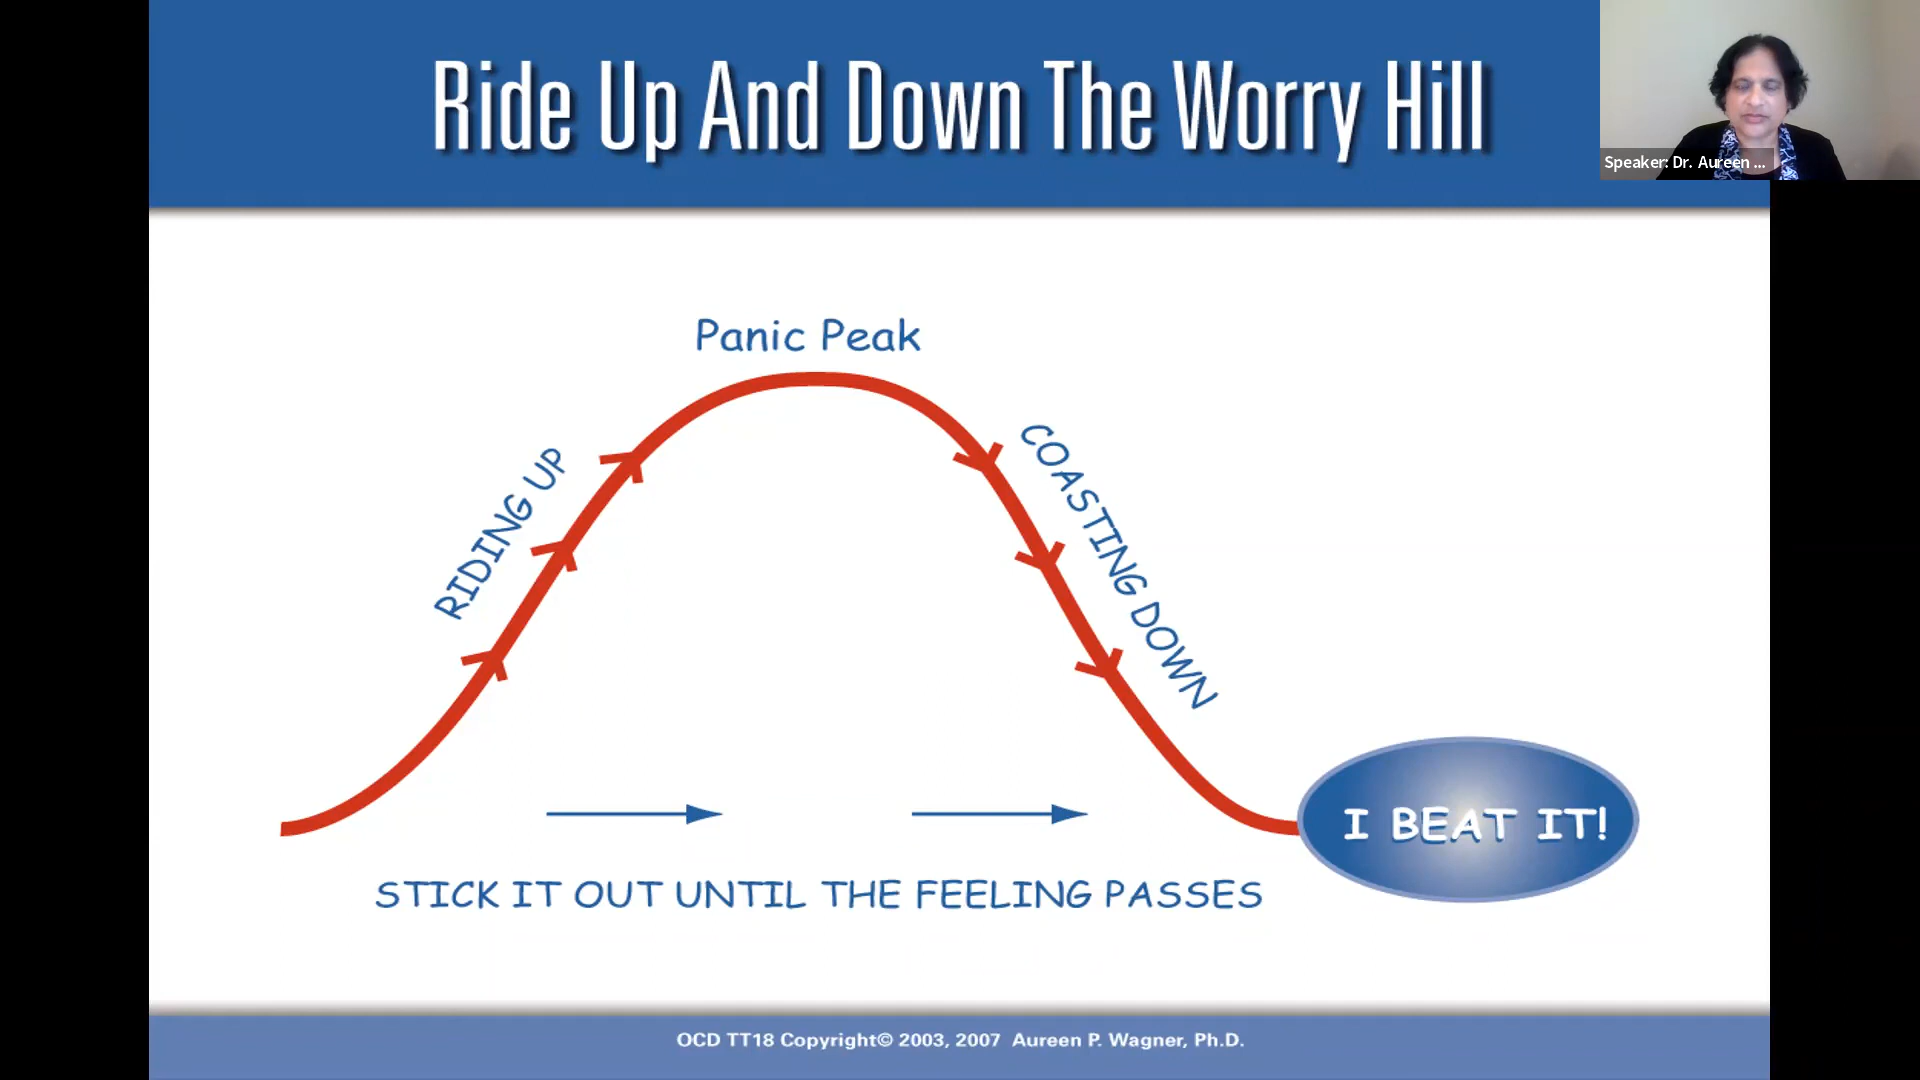 Ride Up And Down The Worry Hill
Speaker: Dr. Aureen ...
Panic Peak
RIDING UP
COASTING DOWN
I BEAT IT!
STICK IT OUT UNTIL THE FEELING PASSES
OCD TT18 Copyright© 2003, 2007 Aureen P. Wagner, Ph.D.